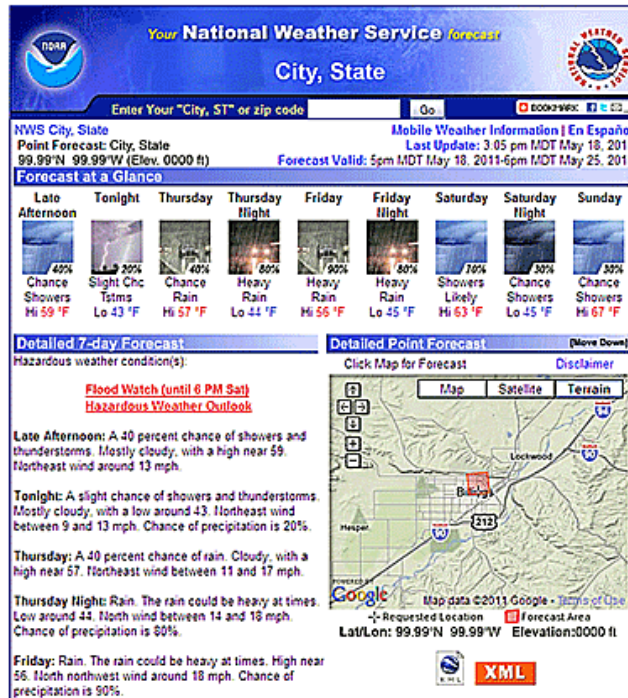 NOAA
Your National Weather Service forecast
City, State
NATIONAL WEATHER SERVICE
Enter Your "City, ST" or zip code
Go
BOOKMARK
NWS City, State
Mobile Weather Information | En Españo
Point Forecast: City, State
Last Update: 3:05 pm MDT May 18, 201
99.99°N 99.99°W (Elev. 0000 ft)
Forecast Valid: 5pm MDT May 18, 2011-6pm MDT May 25, 201
Forecast at a Glance
Late Afternoon
40%
Chance Showers
Hi 59 °F
Tonight
20%
Slight Chc Tstms
Lo 43 °F
Thursday
40%
Chance Rain
Hi 57 °F
Thursday Night
80%
Heavy Rain
Lo 44 °F
Friday
90%
Heavy Rain
Hi 56 °F
Friday Night
80%
Heavy Rain
Lo 45 °F
Saturday
70%
Showers Likely
Hi 63 °F
Saturday Night
30%
Chance Showers
Lo 45 °F
Sunday
30%
Chance Showers
Hi 67 °F
Detailed 7-day Forecast
Hazardous weather condition(s):
Flood Watch (until 6 PM Sat)
Hazardous Weather Outlook
Late Afternoon: A 40 percent chance of showers and
thunderstorms. Mostly cloudy, with a high near 59.
Northeast wind around 13 mph.
Tonight: A slight chance of showers and thunderstorms.
Mostly cloudy, with a low around 43. Northeast wind
between 9 and 13 mph. Chance of precipitation is 20%.
Thursday: A 40 percent chance of rain. Cloudy, with a
high near 57. Northeast wind between 11 and 17 mph.
Thursday Night: Rain. The rain could be heavy at times.
Low around 44. North wind between 14 and 18 mph.
Chance of precipitation is 80%.
Friday: Rain. The rain could be heavy at times. High near
56. North northwest wind around 18 mph. Chance of
precipitation is 90%.
Detailed Point Forecast
[Move Down]
Click Map for Forecast
Disclaimer
Map
Satellite
Terrain
94
90
Lockwood
Hesper
212
90
POWERED BY
Google
Map data ©2011 Google - Terms of Use
Requested Location
Forecast Area
Lat/Lon: 99.99°N 99.99°W Elevation:0000 ft
KML
XML